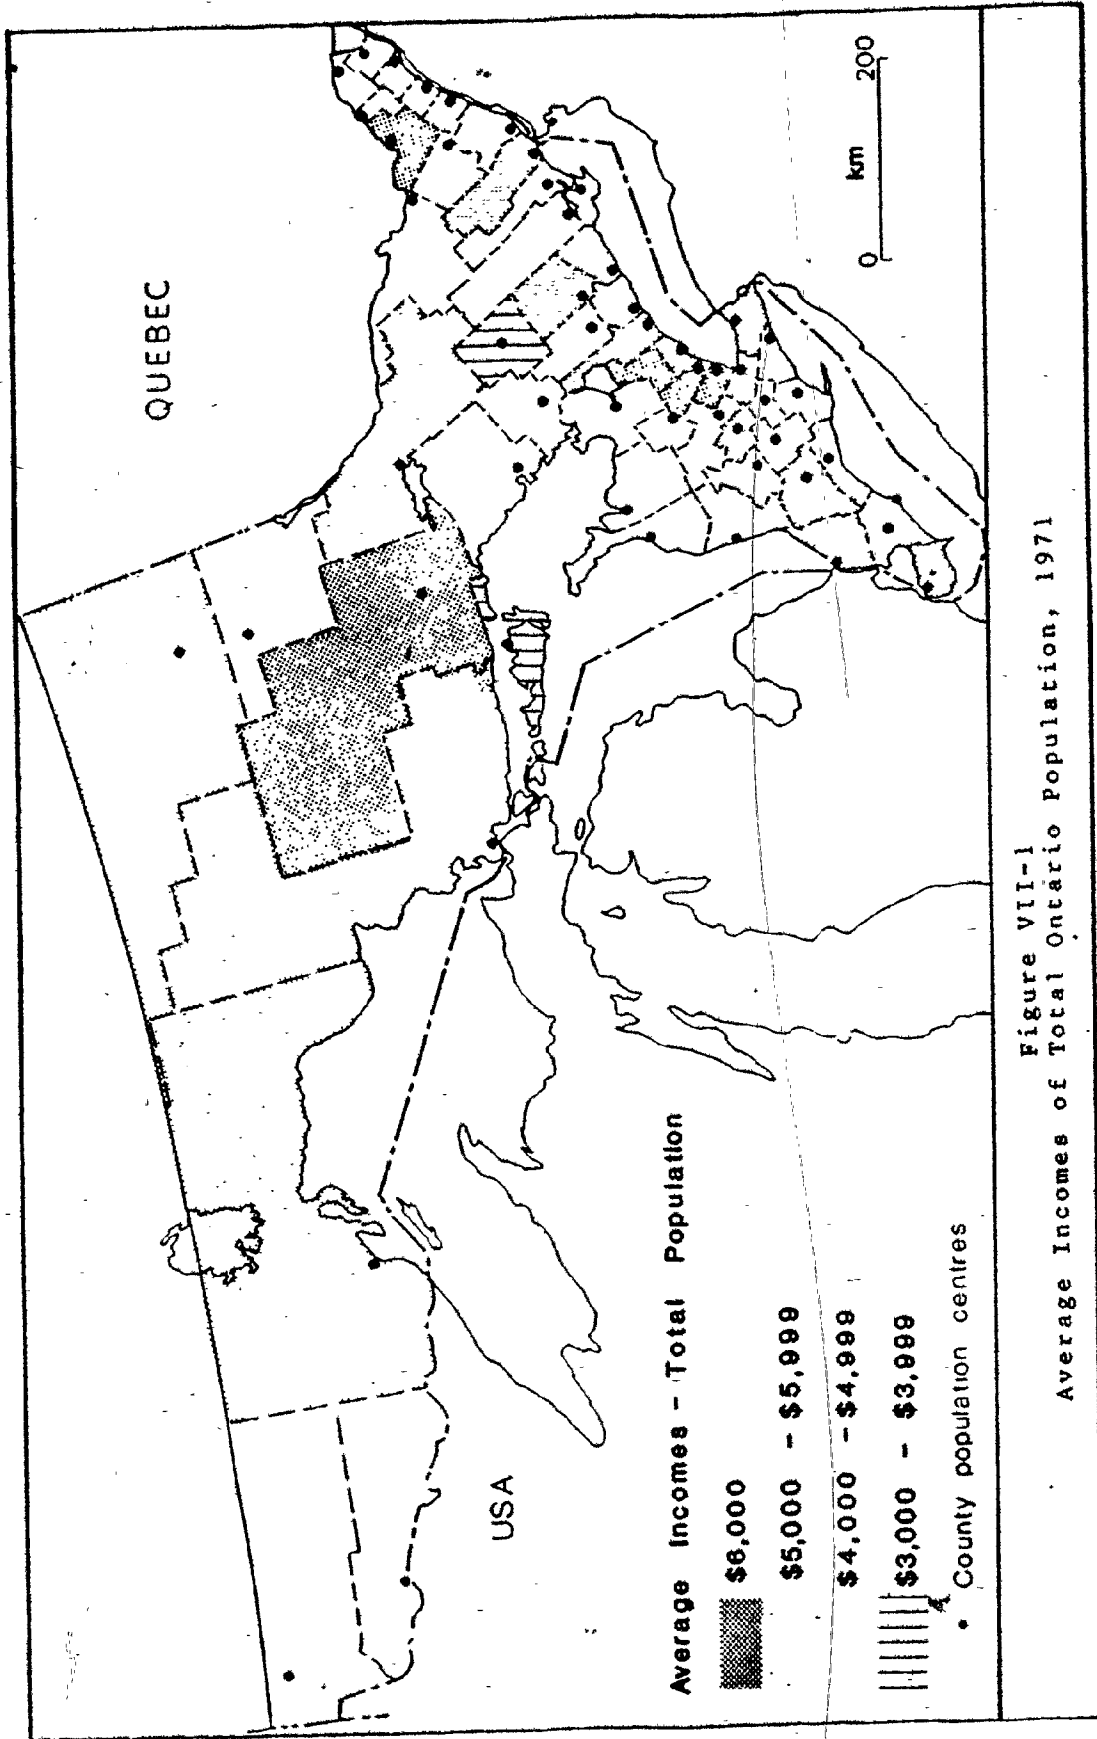 QUEBEC
USA
km
0 200
Average Incomes - Total Population
$6,000
$5,000 - $5,999
$4,000 - $4,999
$3,000 - $3,999
• County population centres
Figure VII-1
Average Incomes of Total Ontario Population, 1971